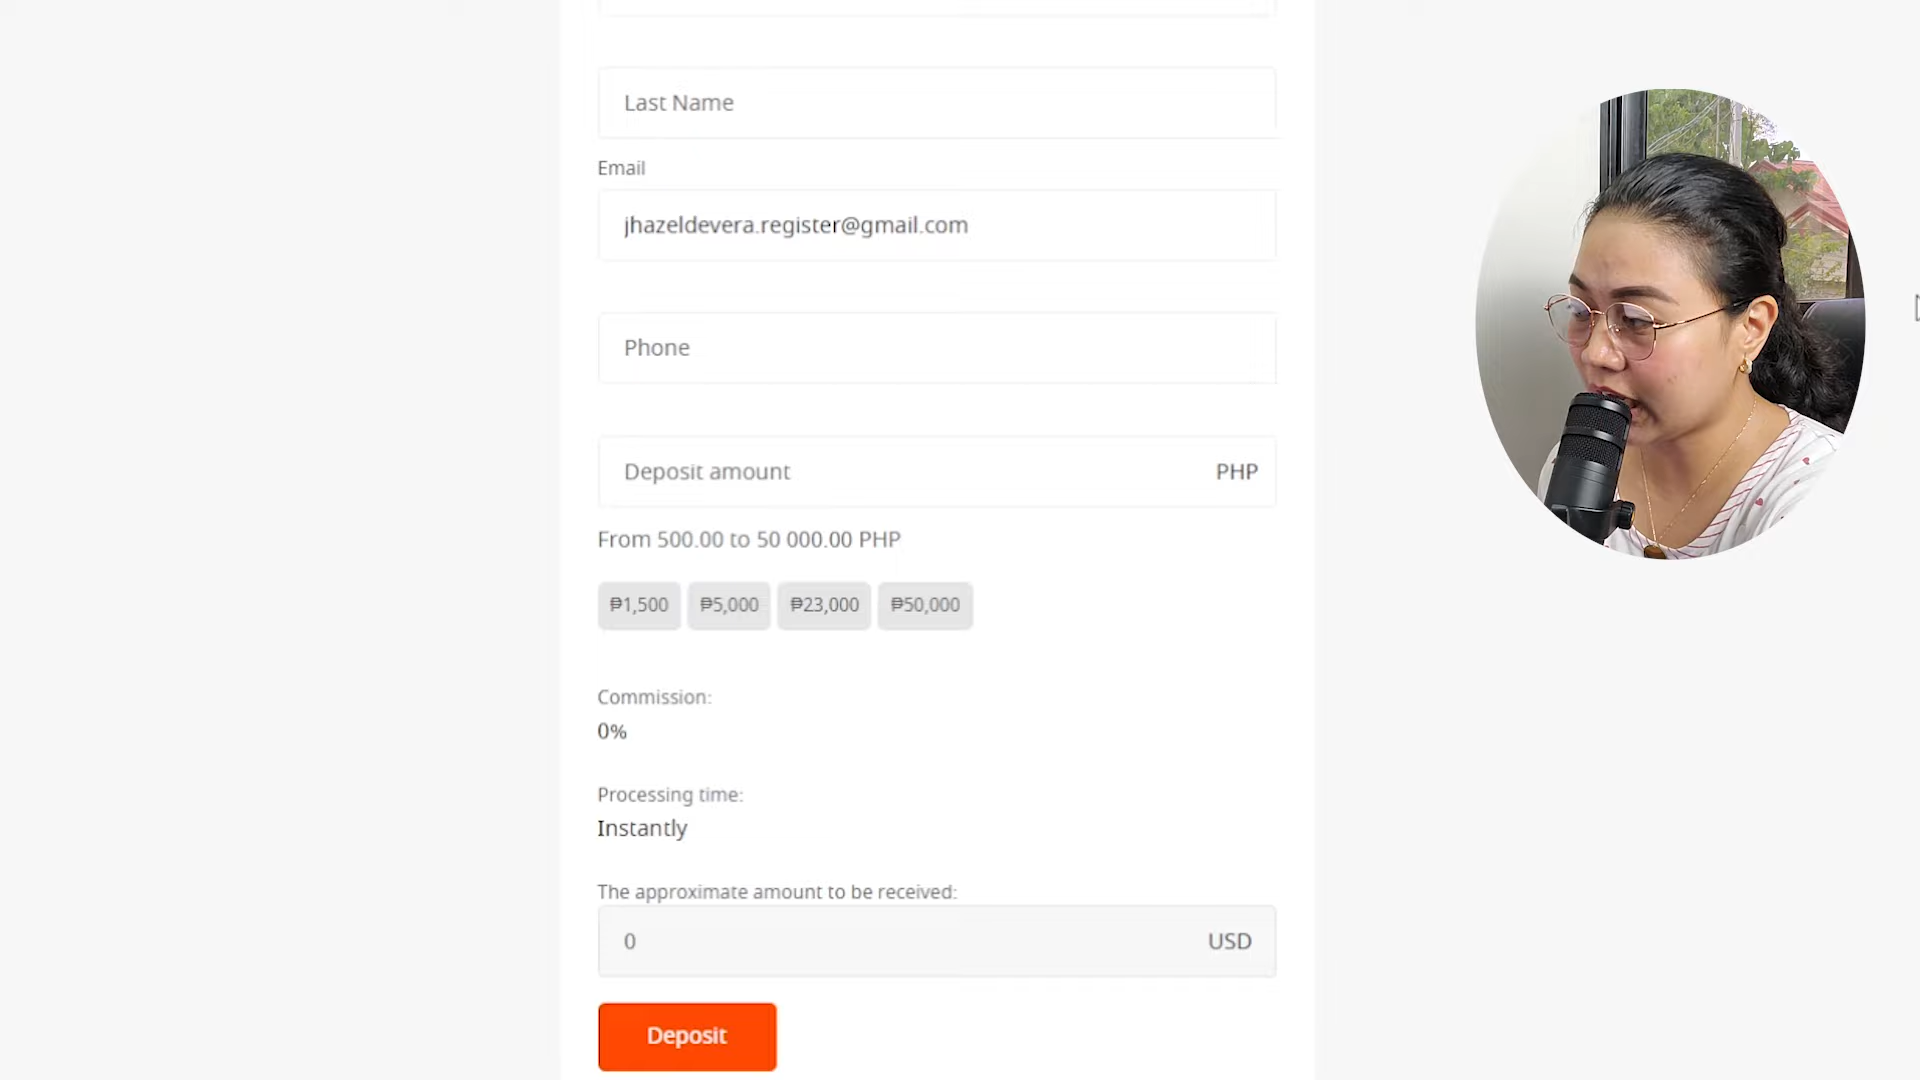 Last Name
Email
jhazeldevera.register@gmail.com
Phone
Deposit amount PHP
From 500.00 to 50 000.00 PHP
₱1,500 ₱5,000 ₱23,000 ₱50,000
Commission:
0%
Processing time:
Instantly
The approximate amount to be received:
0 USD
Deposit